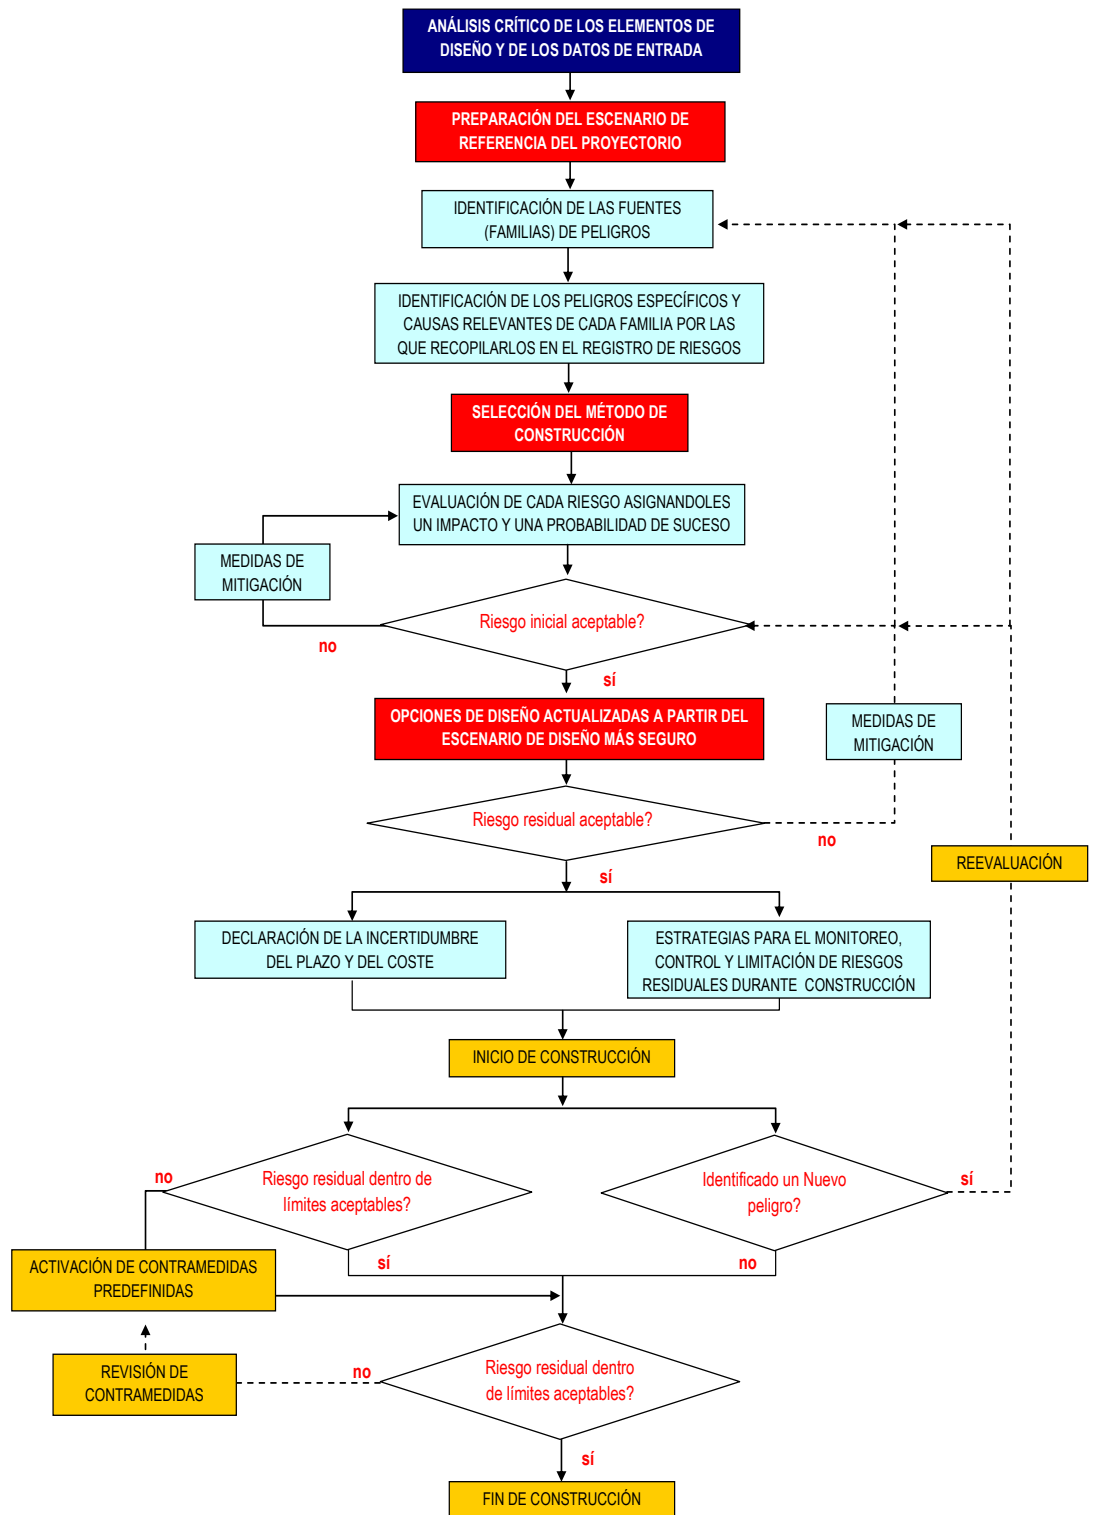 ANÁLISIS CRÍTICO DE LOS ELEMENTOS DE
DISEÑO Y DE LOS DATOS DE ENTRADA
PREPARACIÓN DEL ESCENARIO DE
REFERENCIA DEL PROYECTORIO
IDENTIFICACIÓN DE LAS FUENTES
(FAMILIAS) DE PELIGROS
IDENTIFICACIÓN DE LOS PELIGROS ESPECÍFICOS Y
CAUSAS RELEVANTES DE CADA FAMILIA POR LAS
QUE RECOPILARLOS EN EL REGISTRO DE RIESGOS
SELECCIÓN DEL MÉTODO DE
CONSTRUCCIÓN
EVALUACIÓN DE CADA RIESGO ASIGNANDOLES
UN IMPACTO Y UNA PROBABILIDAD DE SUCESO
MEDIDAS DE
MITIGACIÓN
Riesgo inicial aceptable?
no
sí
OPCIONES DE DISEÑO ACTUALIZADAS A PARTIR DEL
ESCENARIO DE DISEÑO MÁS SEGURO
MEDIDAS DE
MITIGACIÓN
Riesgo residual aceptable?
no
sí
REEVALUACIÓN
DECLARACIÓN DE LA INCERTIDUMBRE
DEL PLAZO Y DEL COSTE
ESTRATEGIAS PARA EL MONITOREO,
CONTROL Y LIMITACIÓN DE RIESGOS
RESIDUALES DURANTE CONSTRUCCIÓN
INICIO DE CONSTRUCCIÓN
no
Riesgo residual dentro de
límites aceptables?
sí
Identificado un Nuevo
peligro?
sí
no
ACTIVACIÓN DE CONTRAMEDIDAS
PREDEFINIDAS
REVISIÓN DE
CONTRAMEDIDAS
no
Riesgo residual dentro
de límites aceptables?
sí
FIN DE CONSTRUCCIÓN